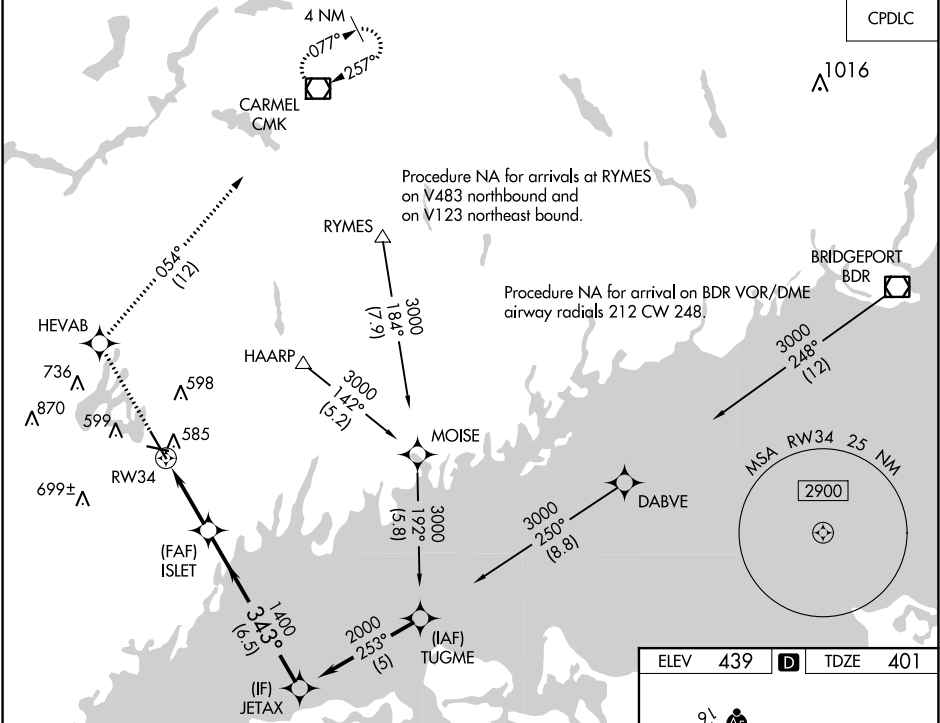 4 NM
077°
257°
CARMEL
CMK
CPDLC
1016
Procedure NA for arrivals at RYMES
on V483 northbound and
on V123 northeast bound.
RYMES
054°
(12)
BRIDGEPORT
BDR
Procedure NA for arrival on BDR VOR/DME
airway radials 212 CW 248.
3000
184°
(7.9)
3000
248°
(12)
HEVAB
HAARP
3000
142°
(5.2)
736
598
870
599
585
MOISE
RW34
699±
MSA RW34 25 NM
2900
DABVE
3000
192°
(5.8)
3000
250°
(8.8)
(FAF)
ISLET
1400
343°
(6.5)
2000
253°
(5)
(IAF)
TUGME
(IF)
JETAX
ELEV 439 D TDZE 401